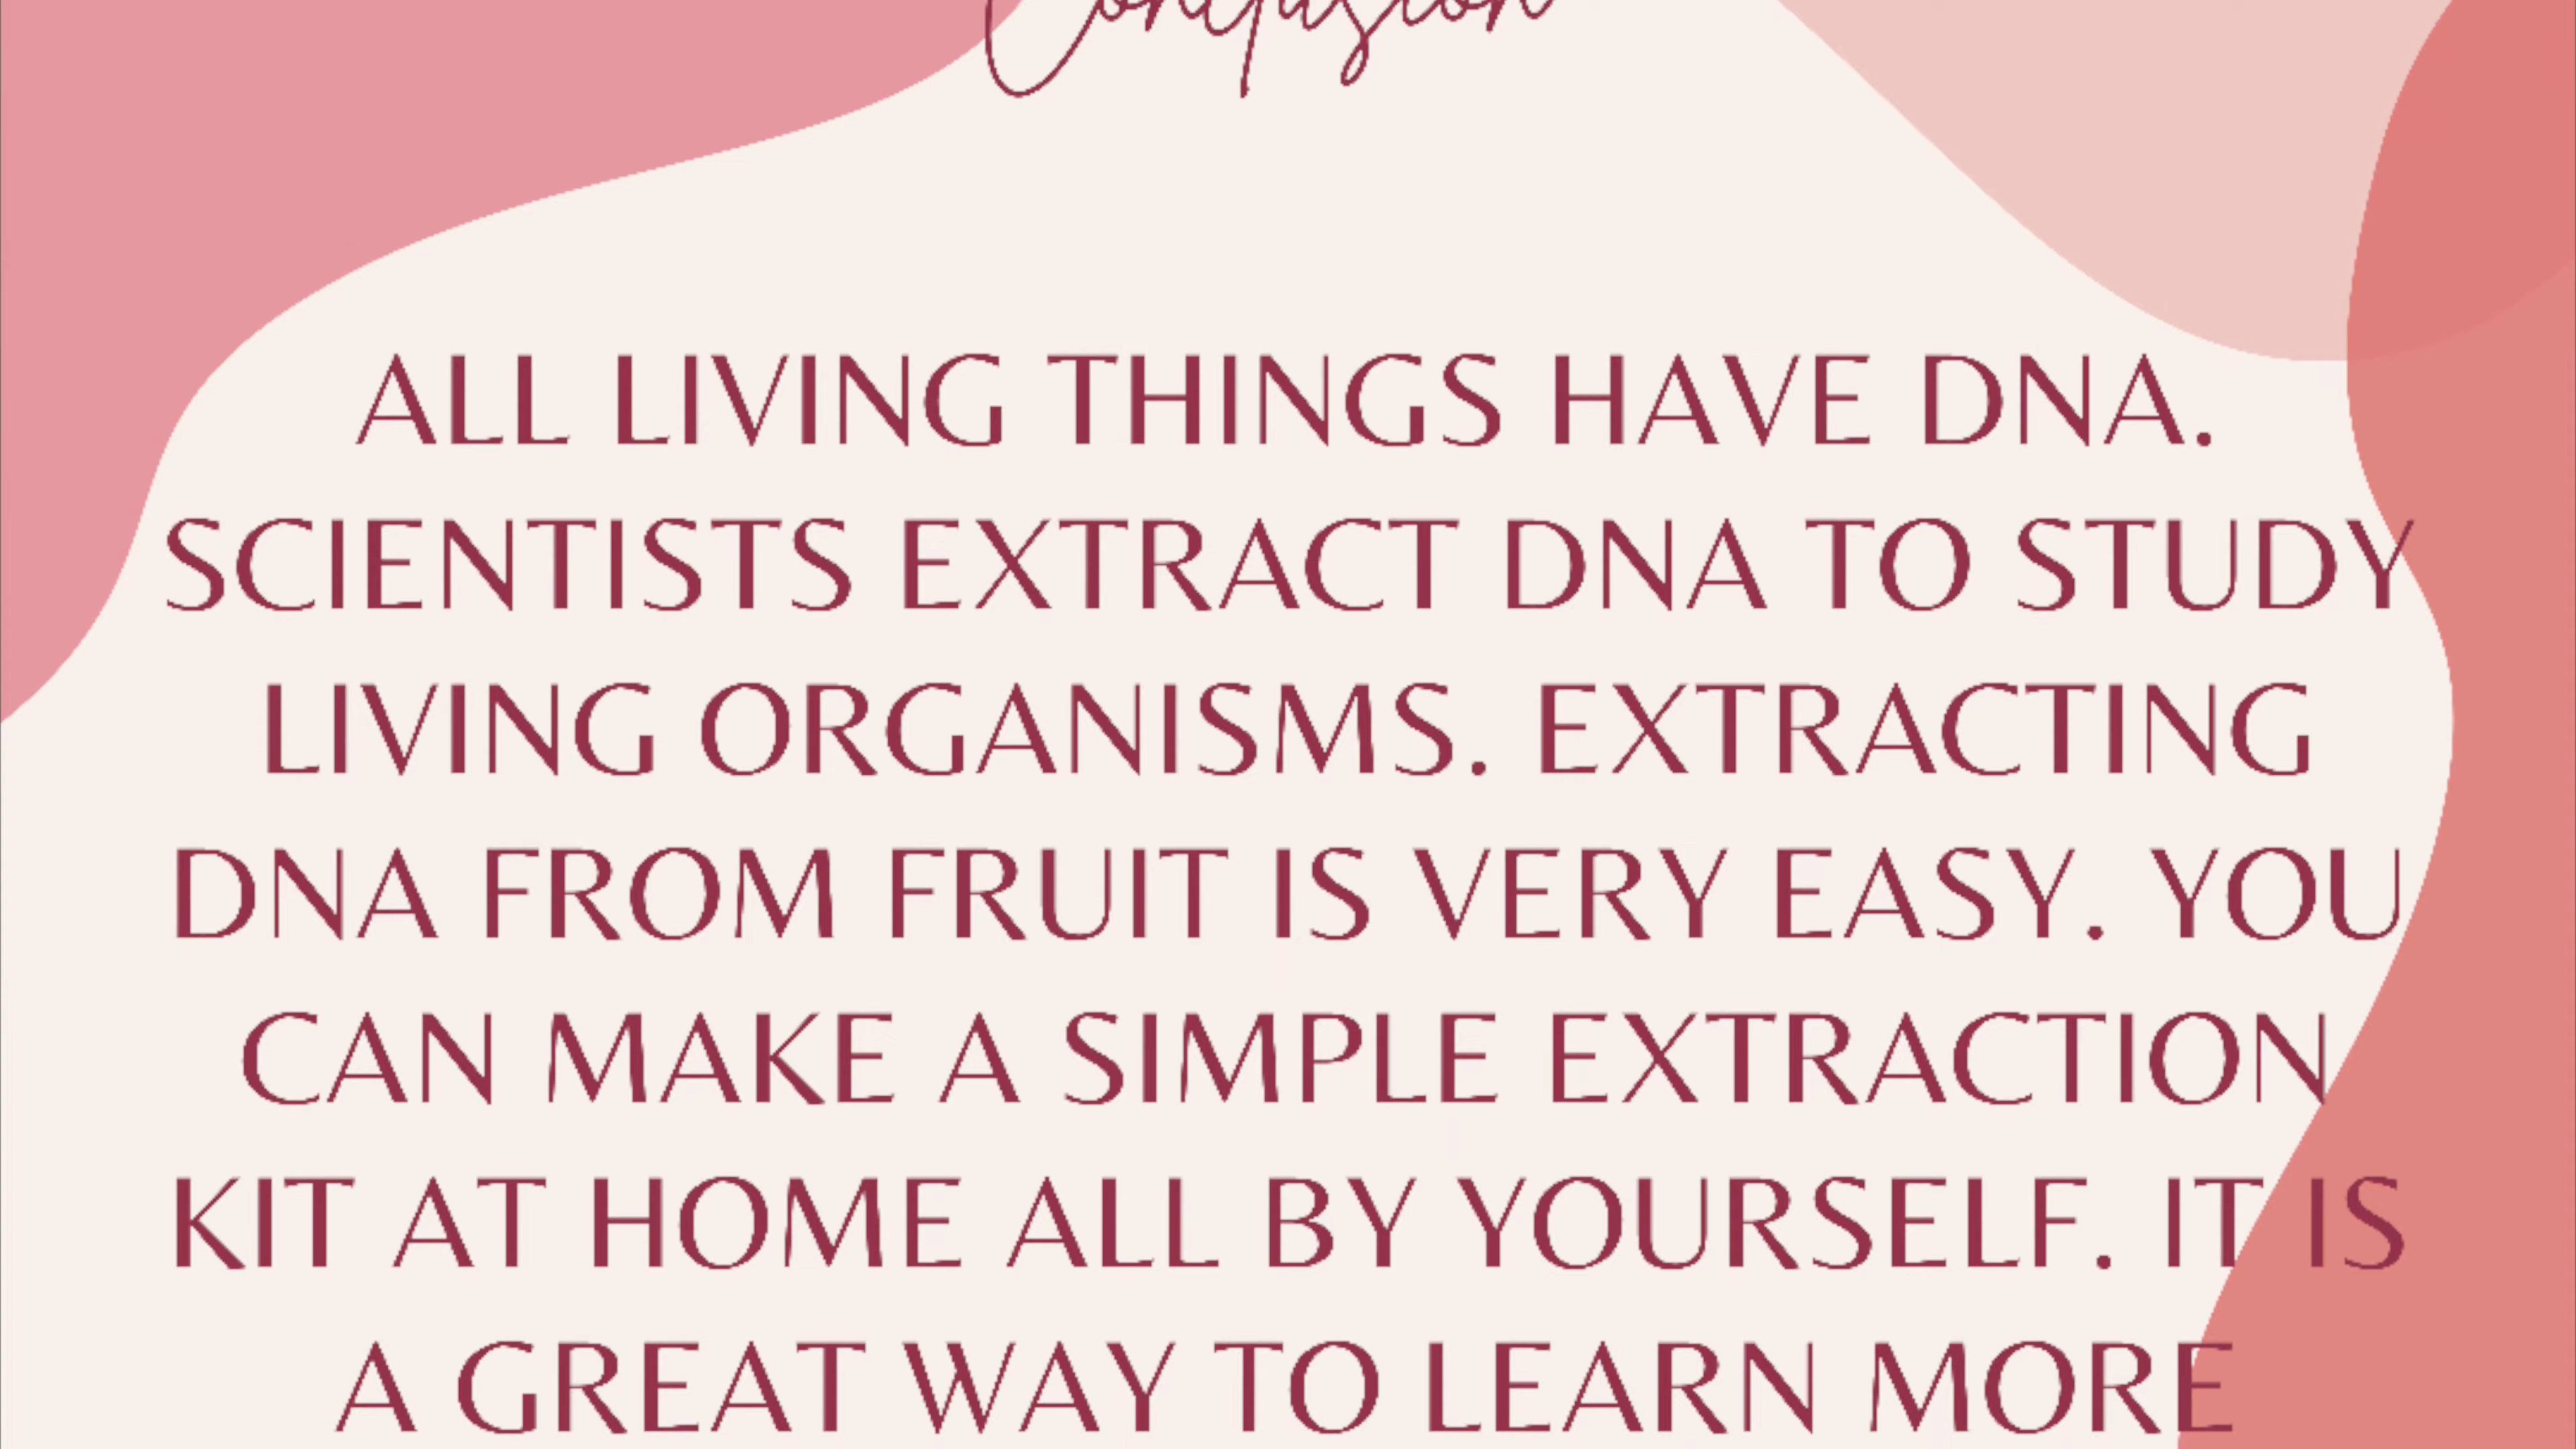 ALL LIVING THINGS HAVE DNA.
SCIENTISTS EXTRACT DNA TO STUDY
LIVING ORGANISMS. EXTRACTING
DNA FROM FRUIT IS VERY EASY. YOU
CAN MAKE A SIMPLE EXTRACTION
KIT AT HOME ALL BY YOURSELF. IT IS
A GREAT WAY TO LEARN MORE